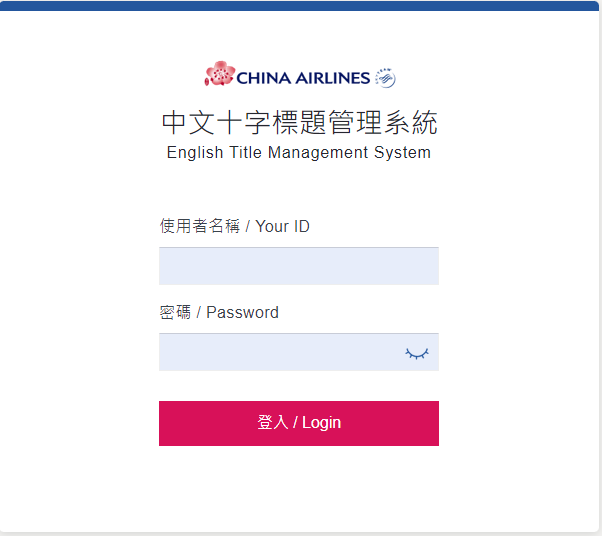 CHINA AIRLINES
中文十字標題管理系統
English Title Management System
使用者名稱 / Your ID
密碼 / Password
登入 / Login